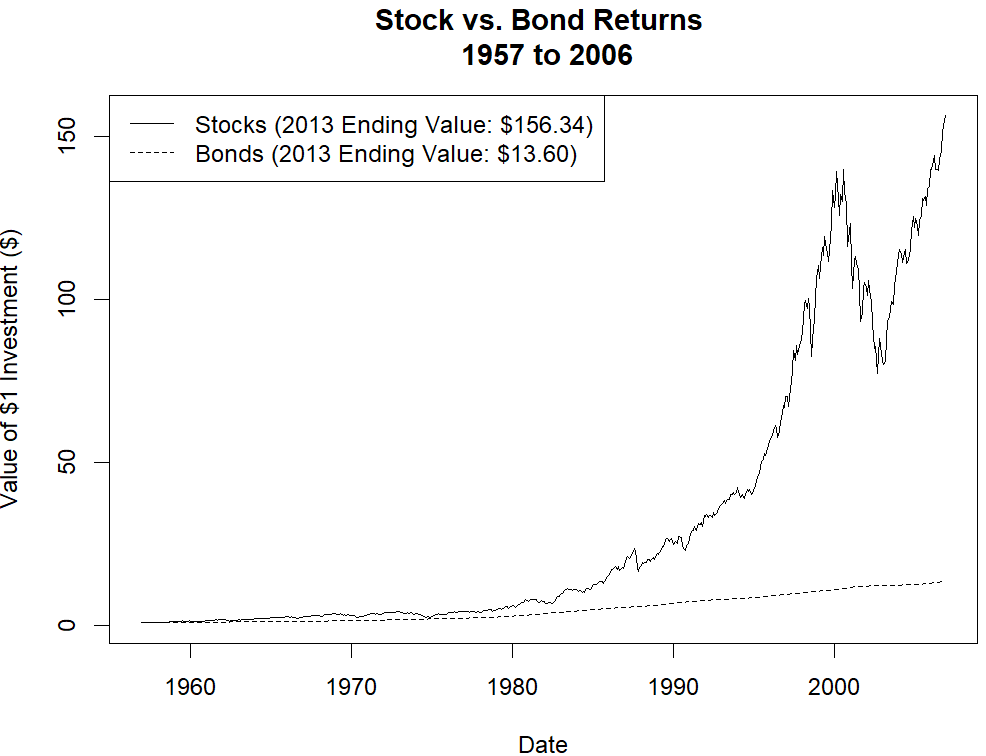 Stock vs. Bond Returns
1957 to 2006
Stocks (2013 Ending Value: $156.34)
Bonds (2013 Ending Value: $13.60)
Value of $1 Investment ($)
150
100
50
0
1960 1970 1980 1990 2000
Date